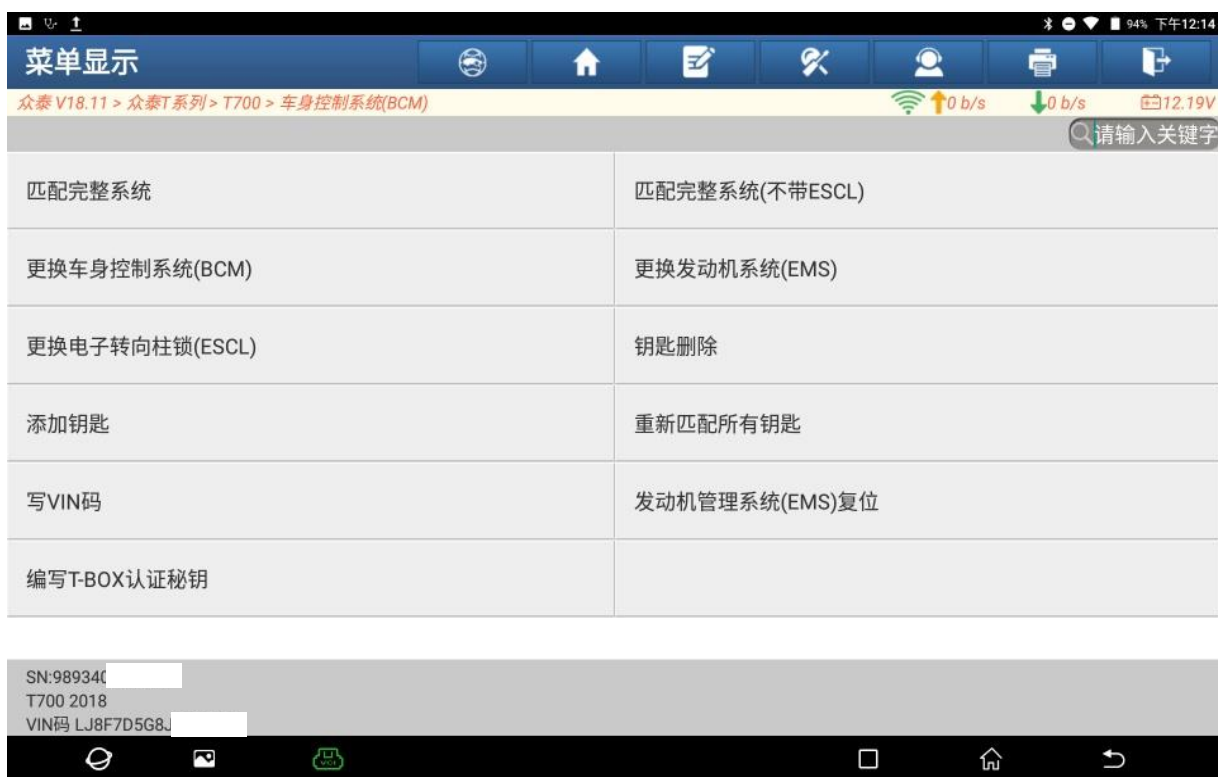 94% 下午12:14
菜单显示
众泰 V18.11 > 众泰T系列 > T700 > 车身控制系统(BCM) 0 b/s 0 b/s 12.19V
请输入关键字
匹配完整系统 匹配完整系统(不带ESCL)
更换车身控制系统(BCM) 更换发动机系统(EMS)
更换电子转向柱锁(ESCL) 钥匙删除
添加钥匙 重新匹配所有钥匙
写VIN码 发动机管理系统(EMS)复位
编写T-BOX认证秘钥
SN:989340
T700 2018
VIN码 LJ8F7D5G8J
VCI